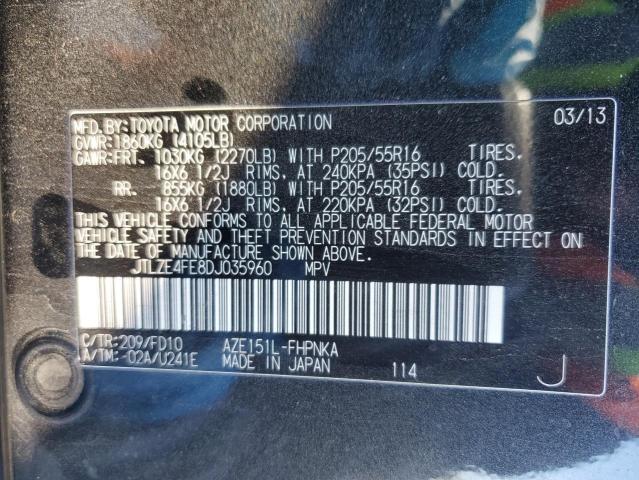 MFD.BY:TOYOTA MOTOR CORPORATION 03/13
GVWR:1860KG (4105LB)
GAWR:FRT. 1030KG (2270LB) WITH P205/55R16 TIRES,
16X6 1/2J RIMS, AT 240KPA (35PSI) COLD.
RR. 855KG (1880LB) WITH P205/55R16 TIRES,
16X6 1/2J RIMS, AT 220KPA (32PSI) COLD.
THIS VEHICLE CONFORMS TO ALL APPLICABLE FEDERAL MOTOR
VEHICLE SAFETY AND THEFT PREVENTION STANDARDS IN EFFECT ON
THE DATE OF MANUFACTURE SHOWN ABOVE.
JTLZE4FE8DJ035960 MPV
C/TR:209/FD10 AZE151L-FHPNKA
A/TM:-02A/U241E MADE IN JAPAN 114 J